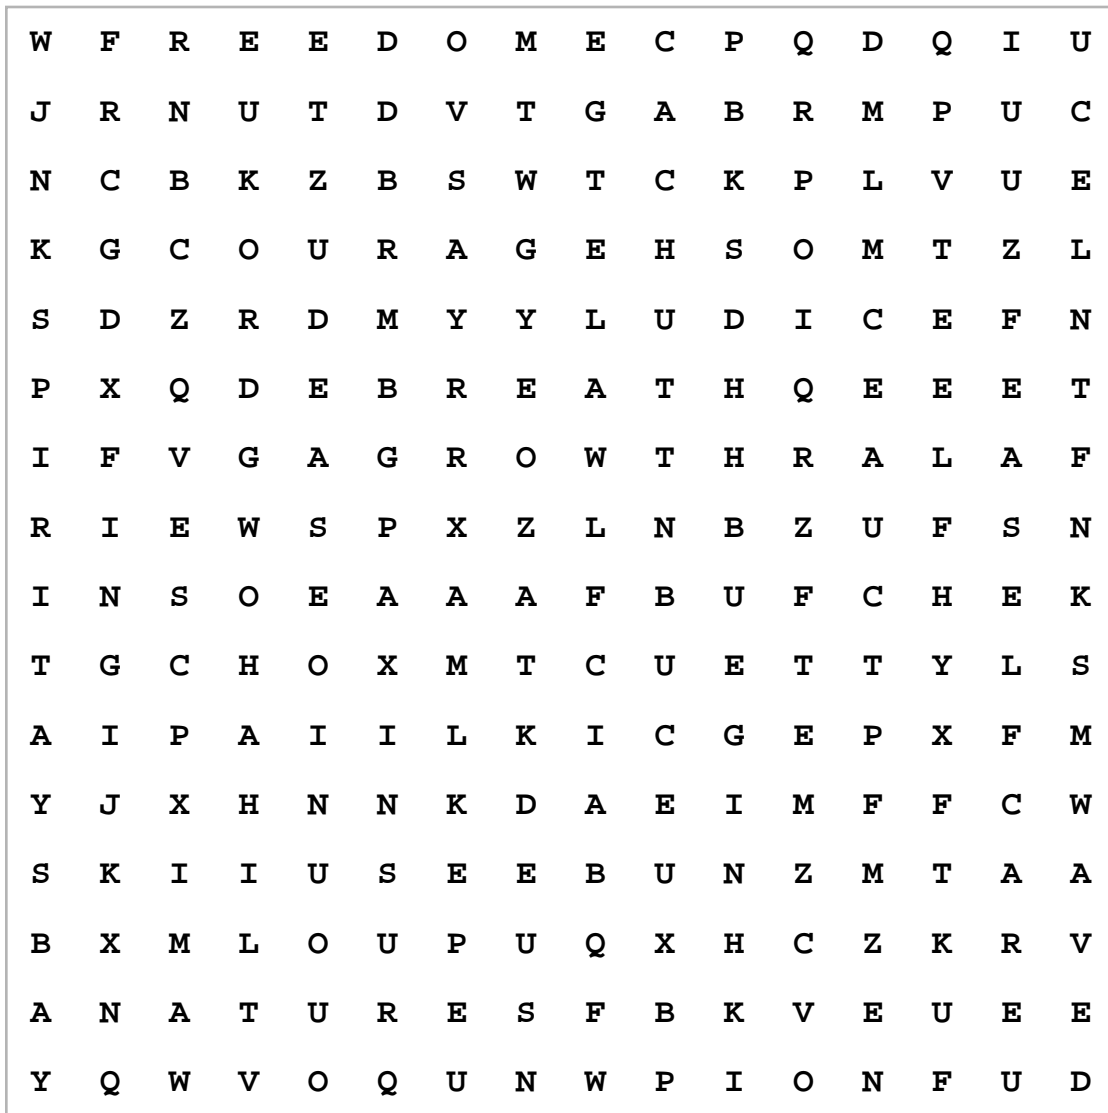 W F R E E D O M E C P Q D Q I U
J R N U T D V T G A B R M P U C
N C B K Z B S W T C K P L V U E
K G C O U R A G E H S O M T Z L
S D Z R D M Y Y L U D I C E F N
P X Q D E B R E A T H Q E E E T
I F V G A G R O W T H R A L A F
R I E W S P X Z L N B Z U F S N
I N S O E A A A F B U F C H E K
T G C H O X M T C U E T T Y L S
A I P A I I L K I C G E P X F M
Y J X H N N K D A E I M F F C W
S K I I U S E E B U N Z M T A A
B X M L O U P U Q X H C Z K R V
A N A T U R E S F B K V E U E E
Y Q W V O Q U N W P I O N F U D